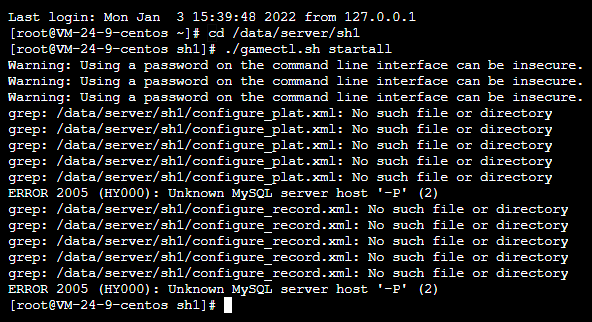 Last login: Mon Jan  3 15:39:48 2022 from 127.0.0.1
[root@VM-24-9-centos ~]# cd /data/server/sh1
[root@VM-24-9-centos sh1]# ./gamectl.sh startall
Warning: Using a password on the command line interface can be insecure.
Warning: Using a password on the command line interface can be insecure.
Warning: Using a password on the command line interface can be insecure.
grep: /data/server/sh1/configure_plat.xml: No such file or directory
grep: /data/server/sh1/configure_plat.xml: No such file or directory
grep: /data/server/sh1/configure_plat.xml: No such file or directory
grep: /data/server/sh1/configure_plat.xml: No such file or directory
grep: /data/server/sh1/configure_plat.xml: No such file or directory
ERROR 2005 (HY000): Unknown MySQL server host '-P' (2)
grep: /data/server/sh1/configure_record.xml: No such file or directory
grep: /data/server/sh1/configure_record.xml: No such file or directory
grep: /data/server/sh1/configure_record.xml: No such file or directory
grep: /data/server/sh1/configure_record.xml: No such file or directory
grep: /data/server/sh1/configure_record.xml: No such file or directory
ERROR 2005 (HY000): Unknown MySQL server host '-P' (2)
[root@VM-24-9-centos sh1]#